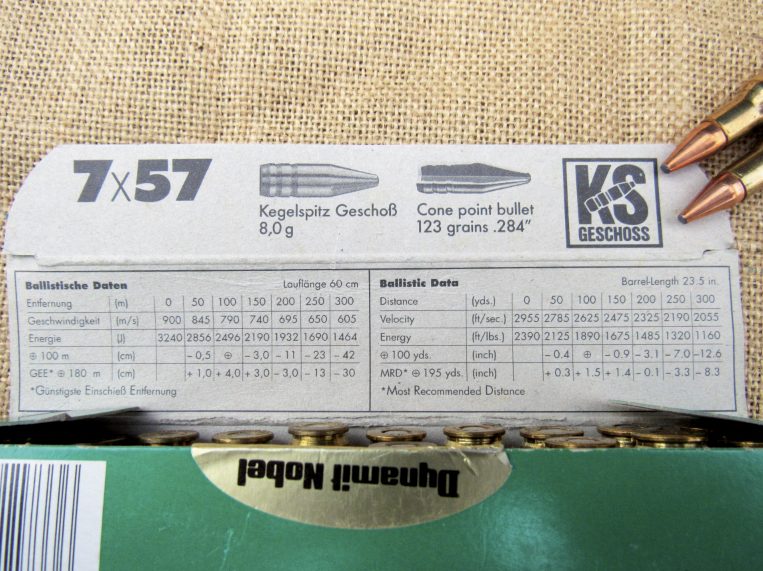 7x57
Kegelspitz Geschoß
8,0 g
Cone point bullet
123 grains .284"
KS
GESCHOSS
Ballistische Daten Lauflänge 60 cm
Entfernung (m) 0 50 100 150 200 250 300
Geschwindigkeit (m/s) 900 845 790 740 695 650 605
Energie (J) 3240 2856 2496 2190 1932 1690 1464
⊕ 100 m (cm) – 0,5 ⊕ – 3,0 – 11 – 23 – 42
GEE* ⊕ 180 m (cm) + 1,0 + 4,0 + 3,0 – 3,0 – 13 – 30
*Günstigste Einschieß Entfernung
Ballistic Data Barrel-Length 23.5 in.
Distance (yds.) 0 50 100 150 200 250 300
Velocity (ft/sec.) 2955 2785 2625 2475 2325 2190 2055
Energy (ft/lbs.) 2390 2125 1890 1675 1485 1320 1160
⊕ 100 yds. (inch) – 0.4 ⊕ – 0.9 – 3.1 – 7.0 –12.6
MRD* ⊕ 195 yds. (inch) + 0.3 + 1.5 + 1.4 – 0.1 – 3.3 – 8.3
*Most Recommended Distance
Dynamit Nobel